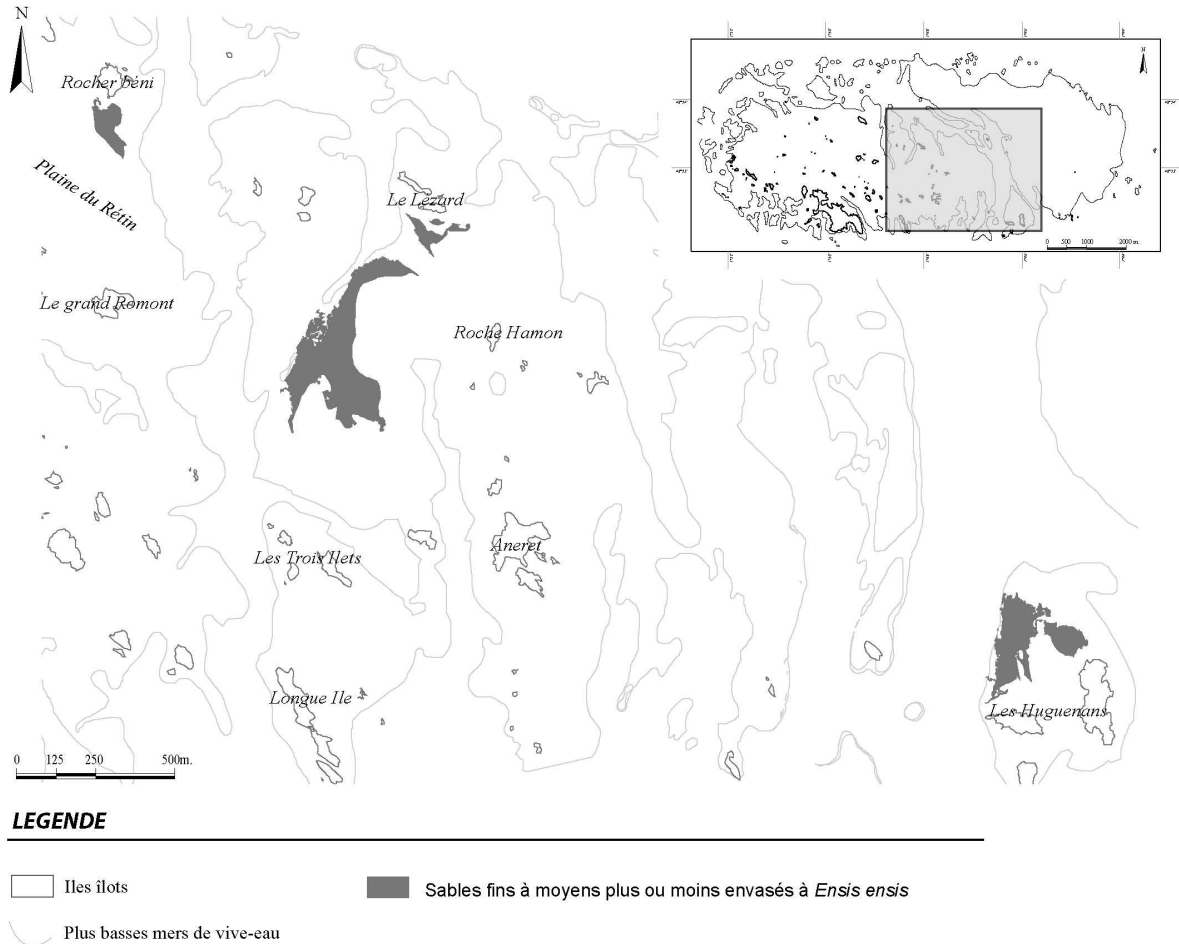 N
Rocher béni
Plaine du Rétin
Le Lézard
Le grand Romont
Roche Hamon
Les Trois Ilets
Aneret
Longue Ile
Les Huguenans
0 125 250 500m.
N
0 500 1000 2000 m.
LEGENDE
Iles îlots
Sables fins à moyens plus ou moins envasés à Ensis ensis
Plus basses mers de vive-eau